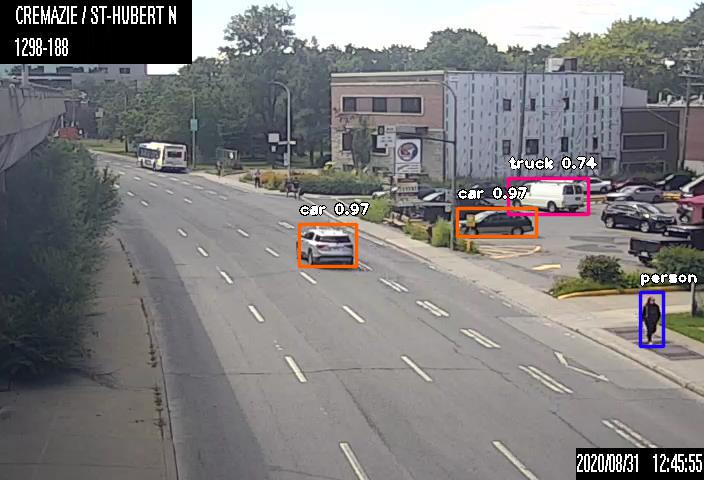 CREMAZIE / ST-HUBERT N
1298-188
truck 0.74
car 0.97
car 0.97
person
2020/08/31 12:45:55